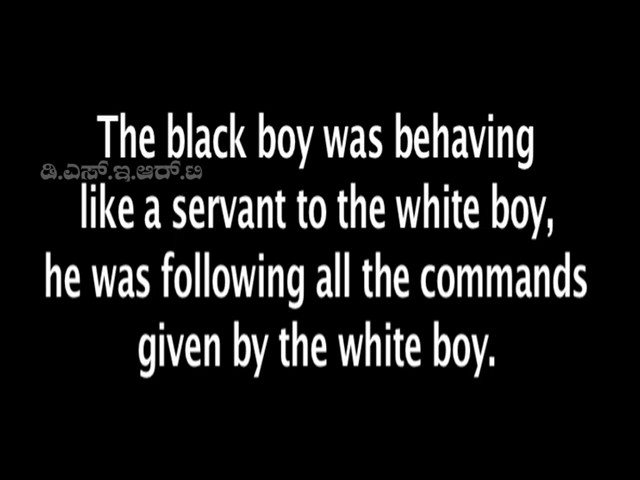 The black boy was behaving
ಡಿ.ಎಸ್.ಇ.ಆರ್.ಟಿ
like a servant to the white boy,
he was following all the commands
given by the white boy.